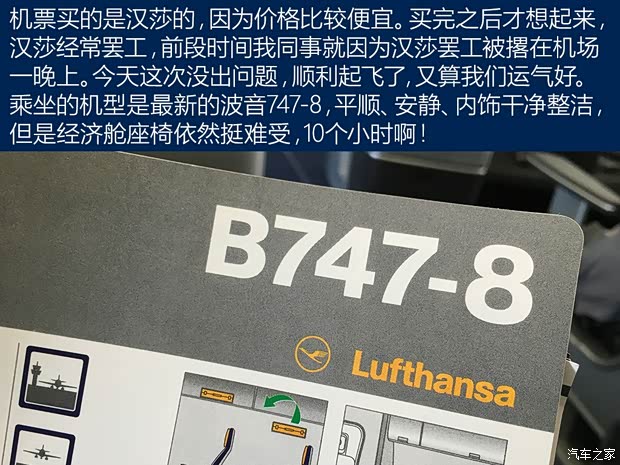 机票买的是汉莎的，因为价格比较便宜。买完之后才想起来，
汉莎经常罢工，前段时间我同事就因为汉莎罢工被撂在机场
一晚上。今天这次没出问题，顺利起飞了，又算我们运气好。
乘坐的机型是最新的波音747-8，平顺、安静、内饰干净整洁，
但是经济舱座椅依然挺难受，10个小时啊！
B747-8
Lufthansa
汽车之家